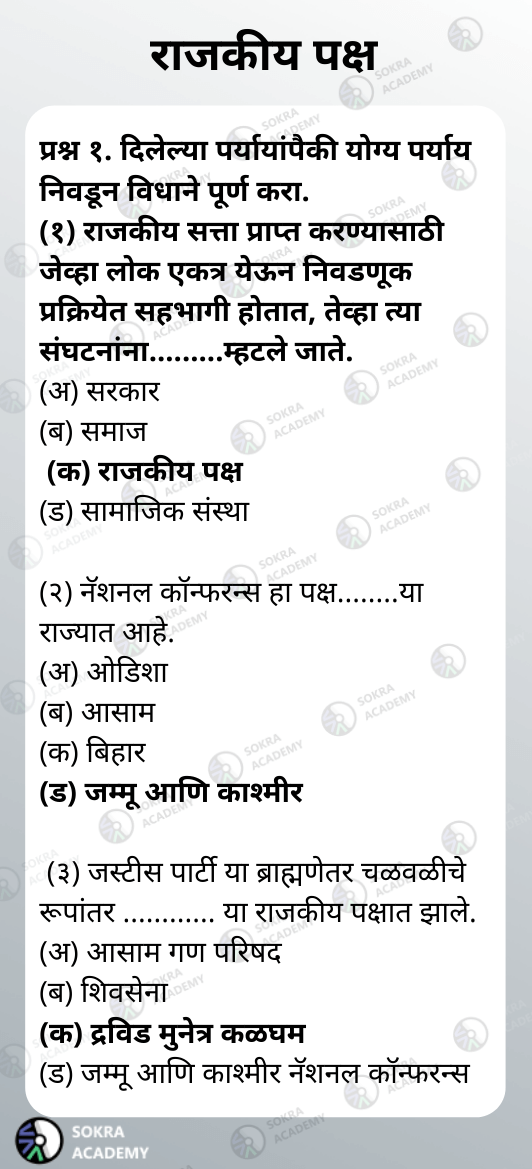 राजकीय पक्ष
प्रश्न १. दिलेल्या पर्यायांपैकी योग्य पर्याय
निवडून विधाने पूर्ण करा.
(१) राजकीय सत्ता प्राप्त करण्यासाठी
जेव्हा लोक एकत्र येऊन निवडणूक
प्रक्रियेत सहभागी होतात, तेव्हा त्या
संघटनांना.........म्हटले जाते.
(अ) सरकार
(ब) समाज
(क) राजकीय पक्ष
(ड) सामाजिक संस्था
(२) नॅशनल कॉन्फरन्स हा पक्ष........या
राज्यात आहे.
(अ) ओडिशा
(ब) आसाम
(क) बिहार
(ड) जम्मू आणि काश्मीर
(३) जस्टीस पार्टी या ब्राह्मणेतर चळवळीचे
रूपांतर ............ या राजकीय पक्षात झाले.
(अ) आसाम गण परिषद
(ब) शिवसेना
(क) द्रविड मुनेत्र कळघम
(ड) जम्मू आणि काश्मीर नॅशनल कॉन्फरन्स
SOKRA
ACADEMY